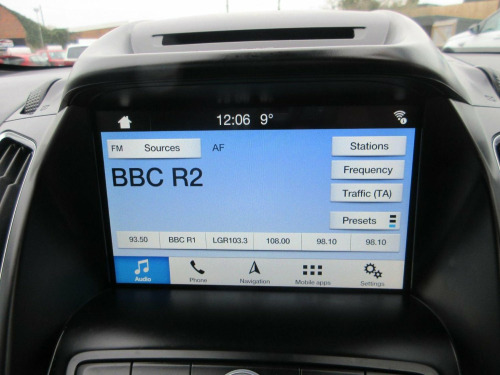 12:06 9°
FM Sources AF Stations
BBC R2
Frequency
Traffic (TA)
Presets
93.50 BBC R1 LGR103.3 108.00 98.10 98.10
Audio Phone Navigation Mobile apps Settings